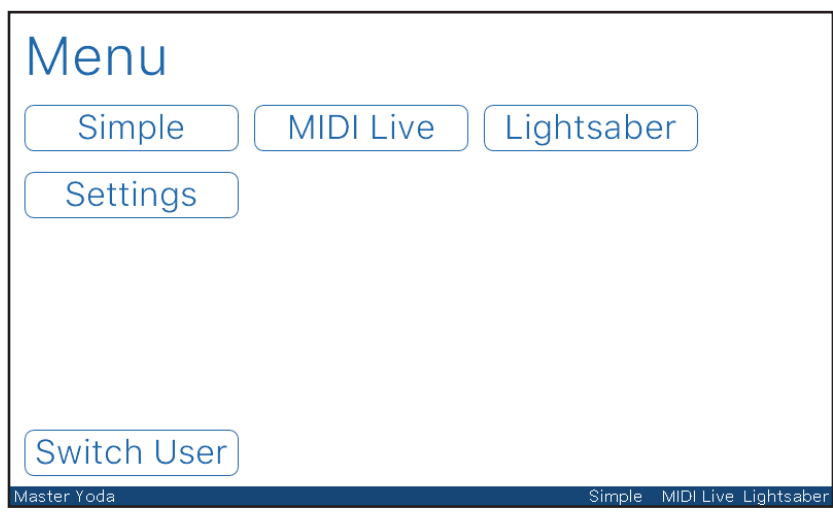 Menu
Simple MIDI Live Lightsaber
Settings
Switch User
Master Yoda Simple MIDI Live Lightsaber